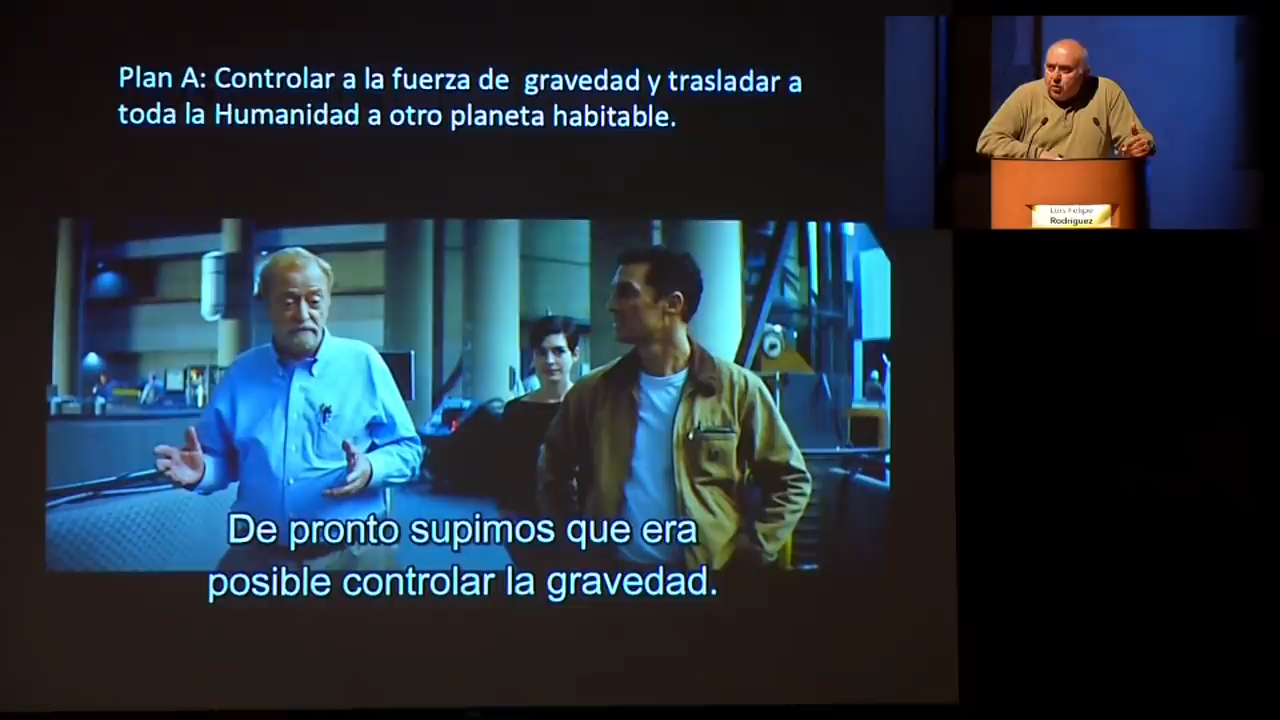 Plan A: Controlar a la fuerza de gravedad y trasladar a
toda la Humanidad a otro planeta habitable.
De pronto supimos que era
posible controlar la gravedad.
Luis Felipe
Rodríguez